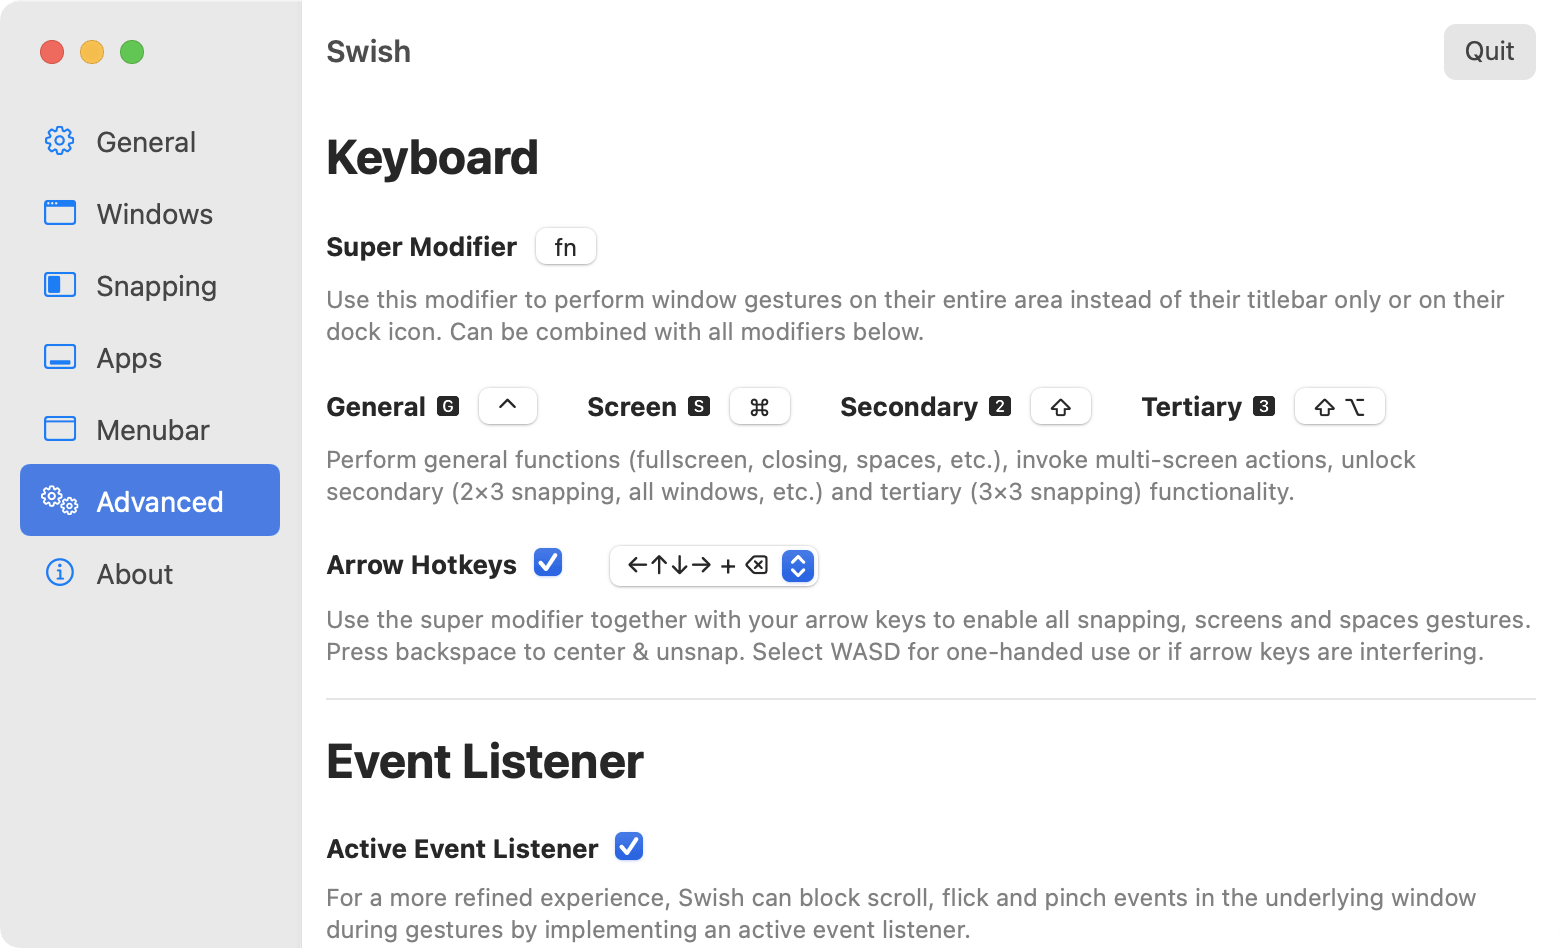 Swish
Quit
General
Windows
Snapping
Apps
Menubar
Advanced
About
Keyboard
Super Modifier fn
Use this modifier to perform window gestures on their entire area instead of their titlebar only or on their
dock icon. Can be combined with all modifiers below.
General G ^ Screen S ⌘ Secondary 2 ⇧ Tertiary 3 ⇧ ⌥
Perform general functions (fullscreen, closing, spaces, etc.), invoke multi-screen actions, unlock
secondary (2×3 snapping, all windows, etc.) and tertiary (3×3 snapping) functionality.
Arrow Hotkeys ←↑↓→ + ⌫
Use the super modifier together with your arrow keys to enable all snapping, screens and spaces gestures.
Press backspace to center & unsnap. Select WASD for one-handed use or if arrow keys are interfering.
Event Listener
Active Event Listener
For a more refined experience, Swish can block scroll, flick and pinch events in the underlying window
during gestures by implementing an active event listener.